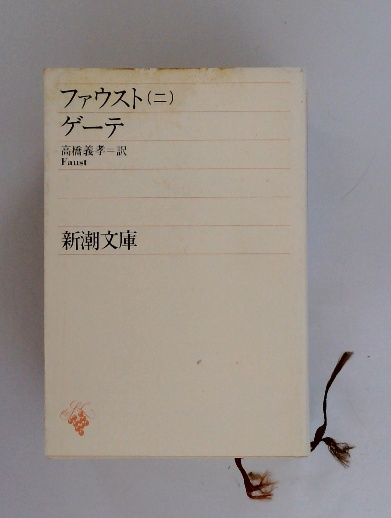 ファウスト(二)
ゲーテ
高橋義孝=訳
Faust
新潮文庫